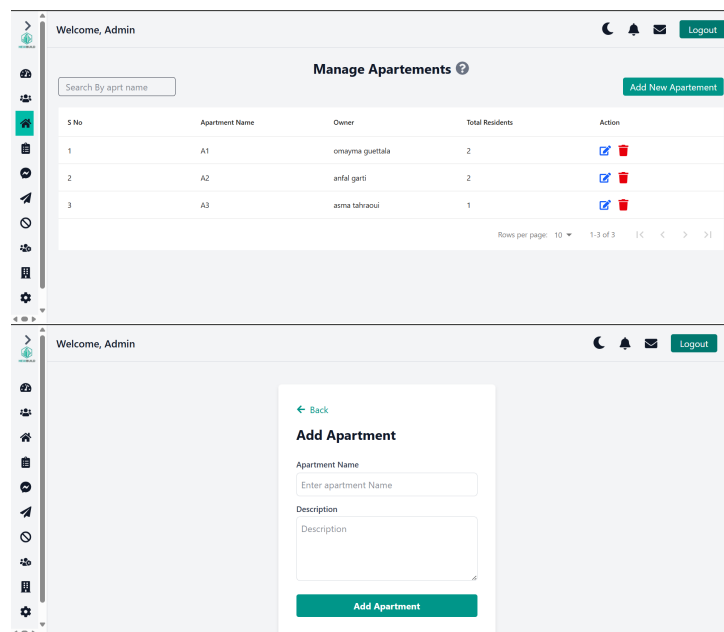 Welcome, Admin
Logout
Manage Apartements
Search By aprt name
Add New Apartement
S No Apartment Name Owner Total Residents Action
1 A1 omayma guettala 2
2 A2 anfal garti 2
3 A3 asma tahraoui 1
Rows per page: 10 1-3 of 3
Welcome, Admin
Logout
Back
Add Apartment
Apartment Name
Enter apartment Name
Description
Description
Add Apartment